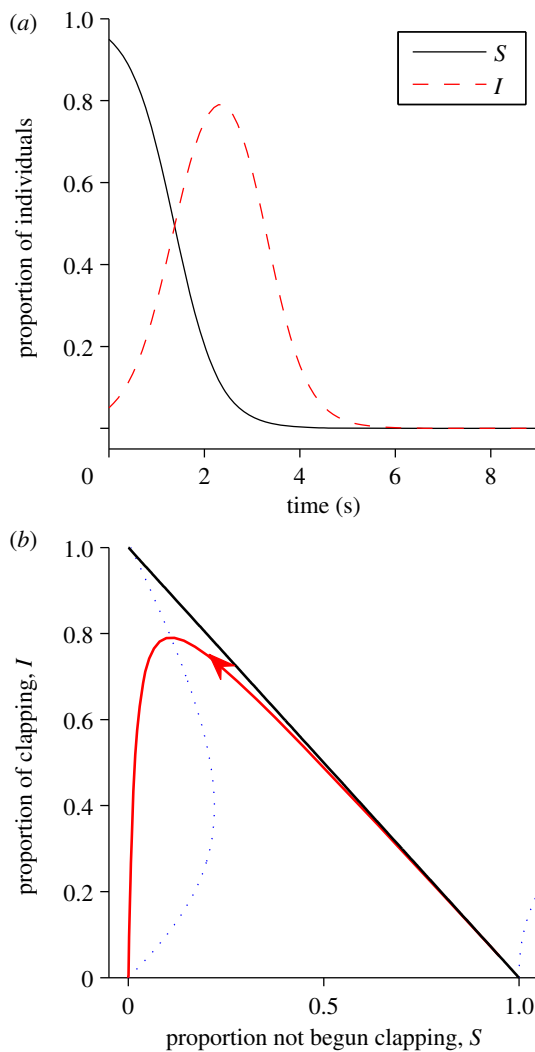 (a)
1.0
0.8
0.6
0.4
0.2
0
2
4
6
8
proportion of individuals
time (s)
S
I
(b)
1.0
0.8
0.6
0.4
0.2
0
0
0.5
1.0
proportion of clapping, I
proportion not begun clapping, S